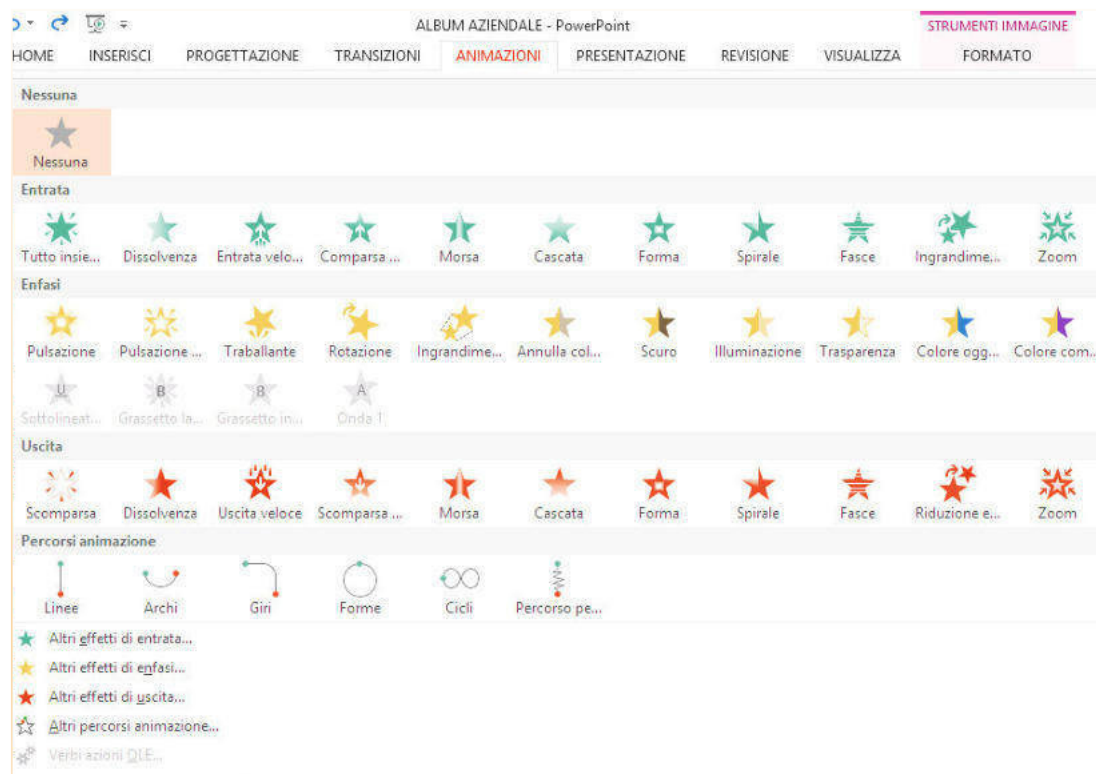 ALBUM AZIENDALE - PowerPoint STRUMENTI IMMAGINE
HOME INSERISCI PROGETTAZIONE TRANSIZIONI ANIMAZIONI PRESENTAZIONE REVISIONE VISUALIZZA FORMATO
Nessuna
Nessuna
Entrata
Tutto insie... Dissolvenza Entrata velo... Comparsa ... Morsa Cascata Forma Spirale Fasce Ingrandime... Zoom
Enfasi
Pulsazione Pulsazione ... Traballante Rotazione Ingrandime... Annulla col... Scuro Illuminazione Trasparenza Colore ogg... Colore com...
U B B A
Sottolineat... Grassetto la... Grassetto in... Onda 1
Uscita
Scomparsa Dissolvenza Uscita veloce Scomparsa ... Morsa Cascata Forma Spirale Fasce Riduzione e... Zoom
Percorsi animazione
Linee Archi Giri Forme Cicli Percorso pe...
Altri effetti di entrata...
Altri effetti di enfasi...
Altri effetti di uscita...
Altri percorsi animazione...
Verbi azioni OLE...